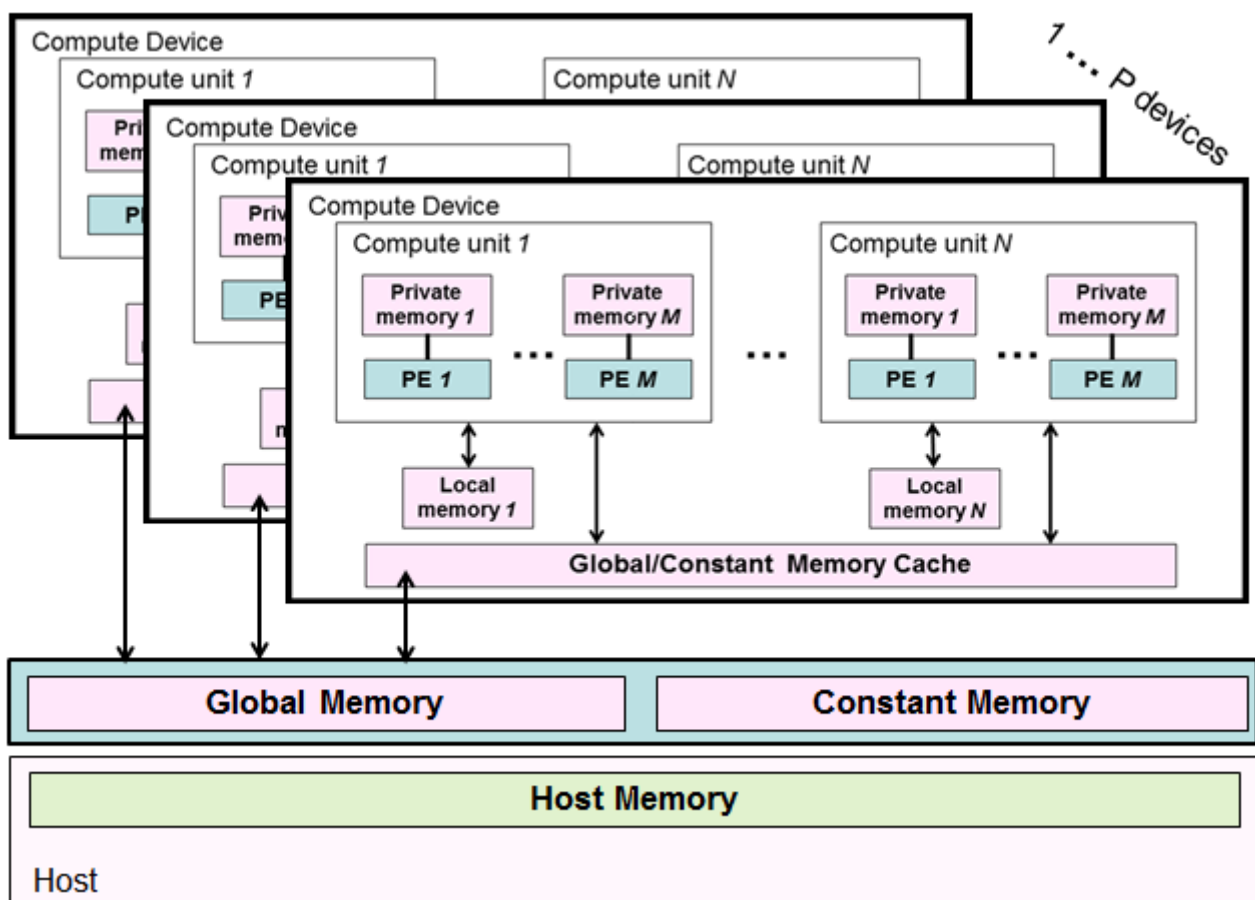 Compute Device
Compute unit 1
Compute unit N
1 ... P devices
Compute Device
Compute unit 1
Compute unit N
Compute Device
Compute unit 1
Compute unit N
Private
memory 1
Private
memory M
Private
memory 1
Private
memory M
...
...
...
PE 1
PE M
PE 1
PE M
Local
memory 1
Local
memory N
Global/Constant Memory Cache
Global Memory
Constant Memory
Host Memory
Host